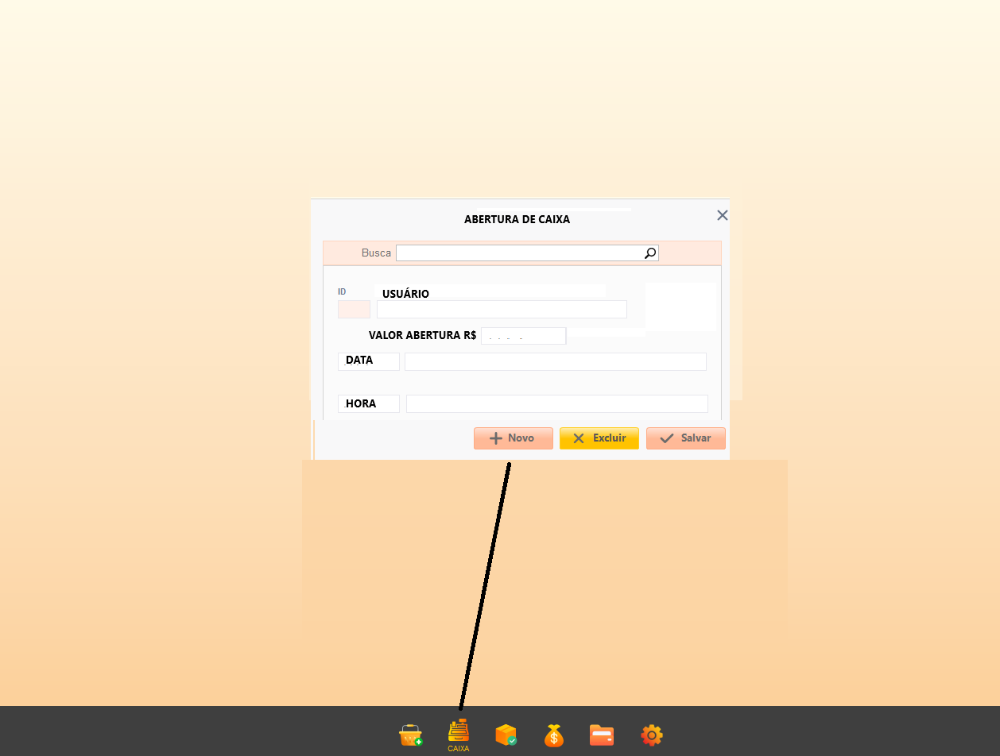 ABERTURA DE CAIXA
Busca
ID
USUÁRIO
VALOR ABERTURA R$
DATA
HORA
Novo
Excluir
Salvar
$
CAIXA